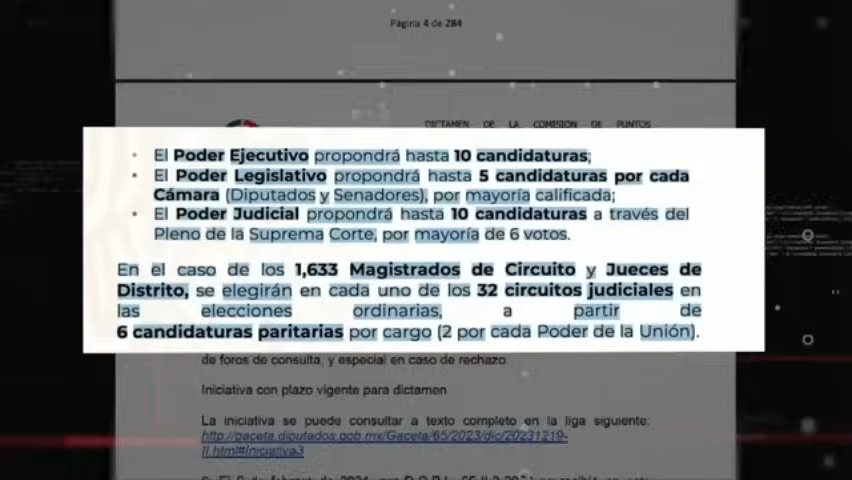 Página 4 de 284
DICTAMEN DE LA COMISIÓN DE PUNTOS
• El Poder Ejecutivo propondrá hasta 10 candidaturas;
• El Poder Legislativo propondrá hasta 5 candidaturas por cada
Cámara (Diputados y Senadores), por mayoría calificada;
• El Poder Judicial propondrá hasta 10 candidaturas a través del
Pleno de la Suprema Corte, por mayoría de 6 votos.
En el caso de los 1,633 Magistrados de Circuito y Jueces de
Distrito, se elegirán en cada uno de los 32 circuitos judiciales en
las elecciones ordinarias, a partir de
6 candidaturas paritarias por cargo (2 por cada Poder de la Unión).
de foros de consulta, y especial en caso de rechazo.
Iniciativa con plazo vigente para dictamen
La iniciativa se puede consultar a texto completo en la liga siguiente:
http://gaceta.diputados.gob.mx/Gaceta/65/2023/dic/20231219-
II.html#Iniciativa3